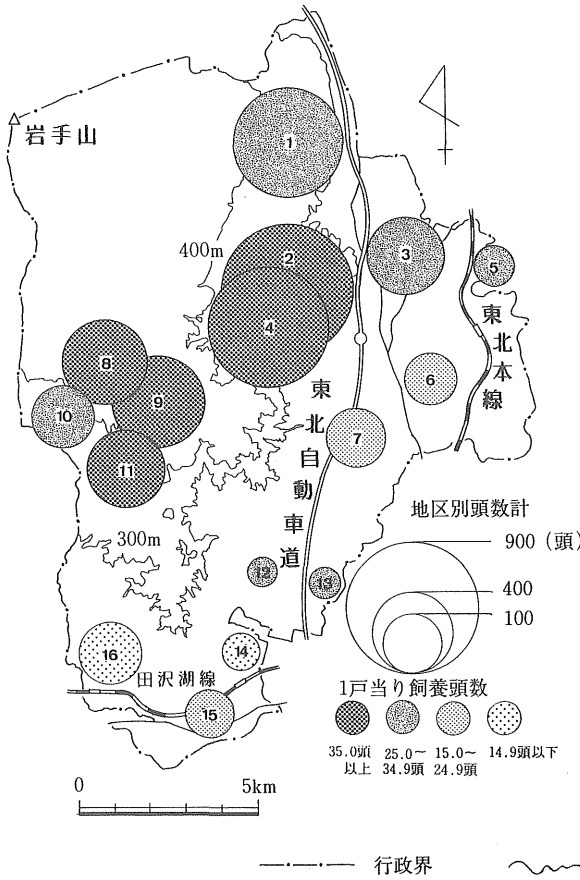 岩手山
400m
1
2
3
4
5
6
7
8
9
10
11
12
13
14
15
16
東北本線
東北自動車道
300m
田沢湖線
地区別頭数計
900(頭)
400
100
1戸当り飼養頭数
35.0頭以上
25.0〜34.9頭
15.0〜24.9頭
14.9頭以下
0 5km
行政界